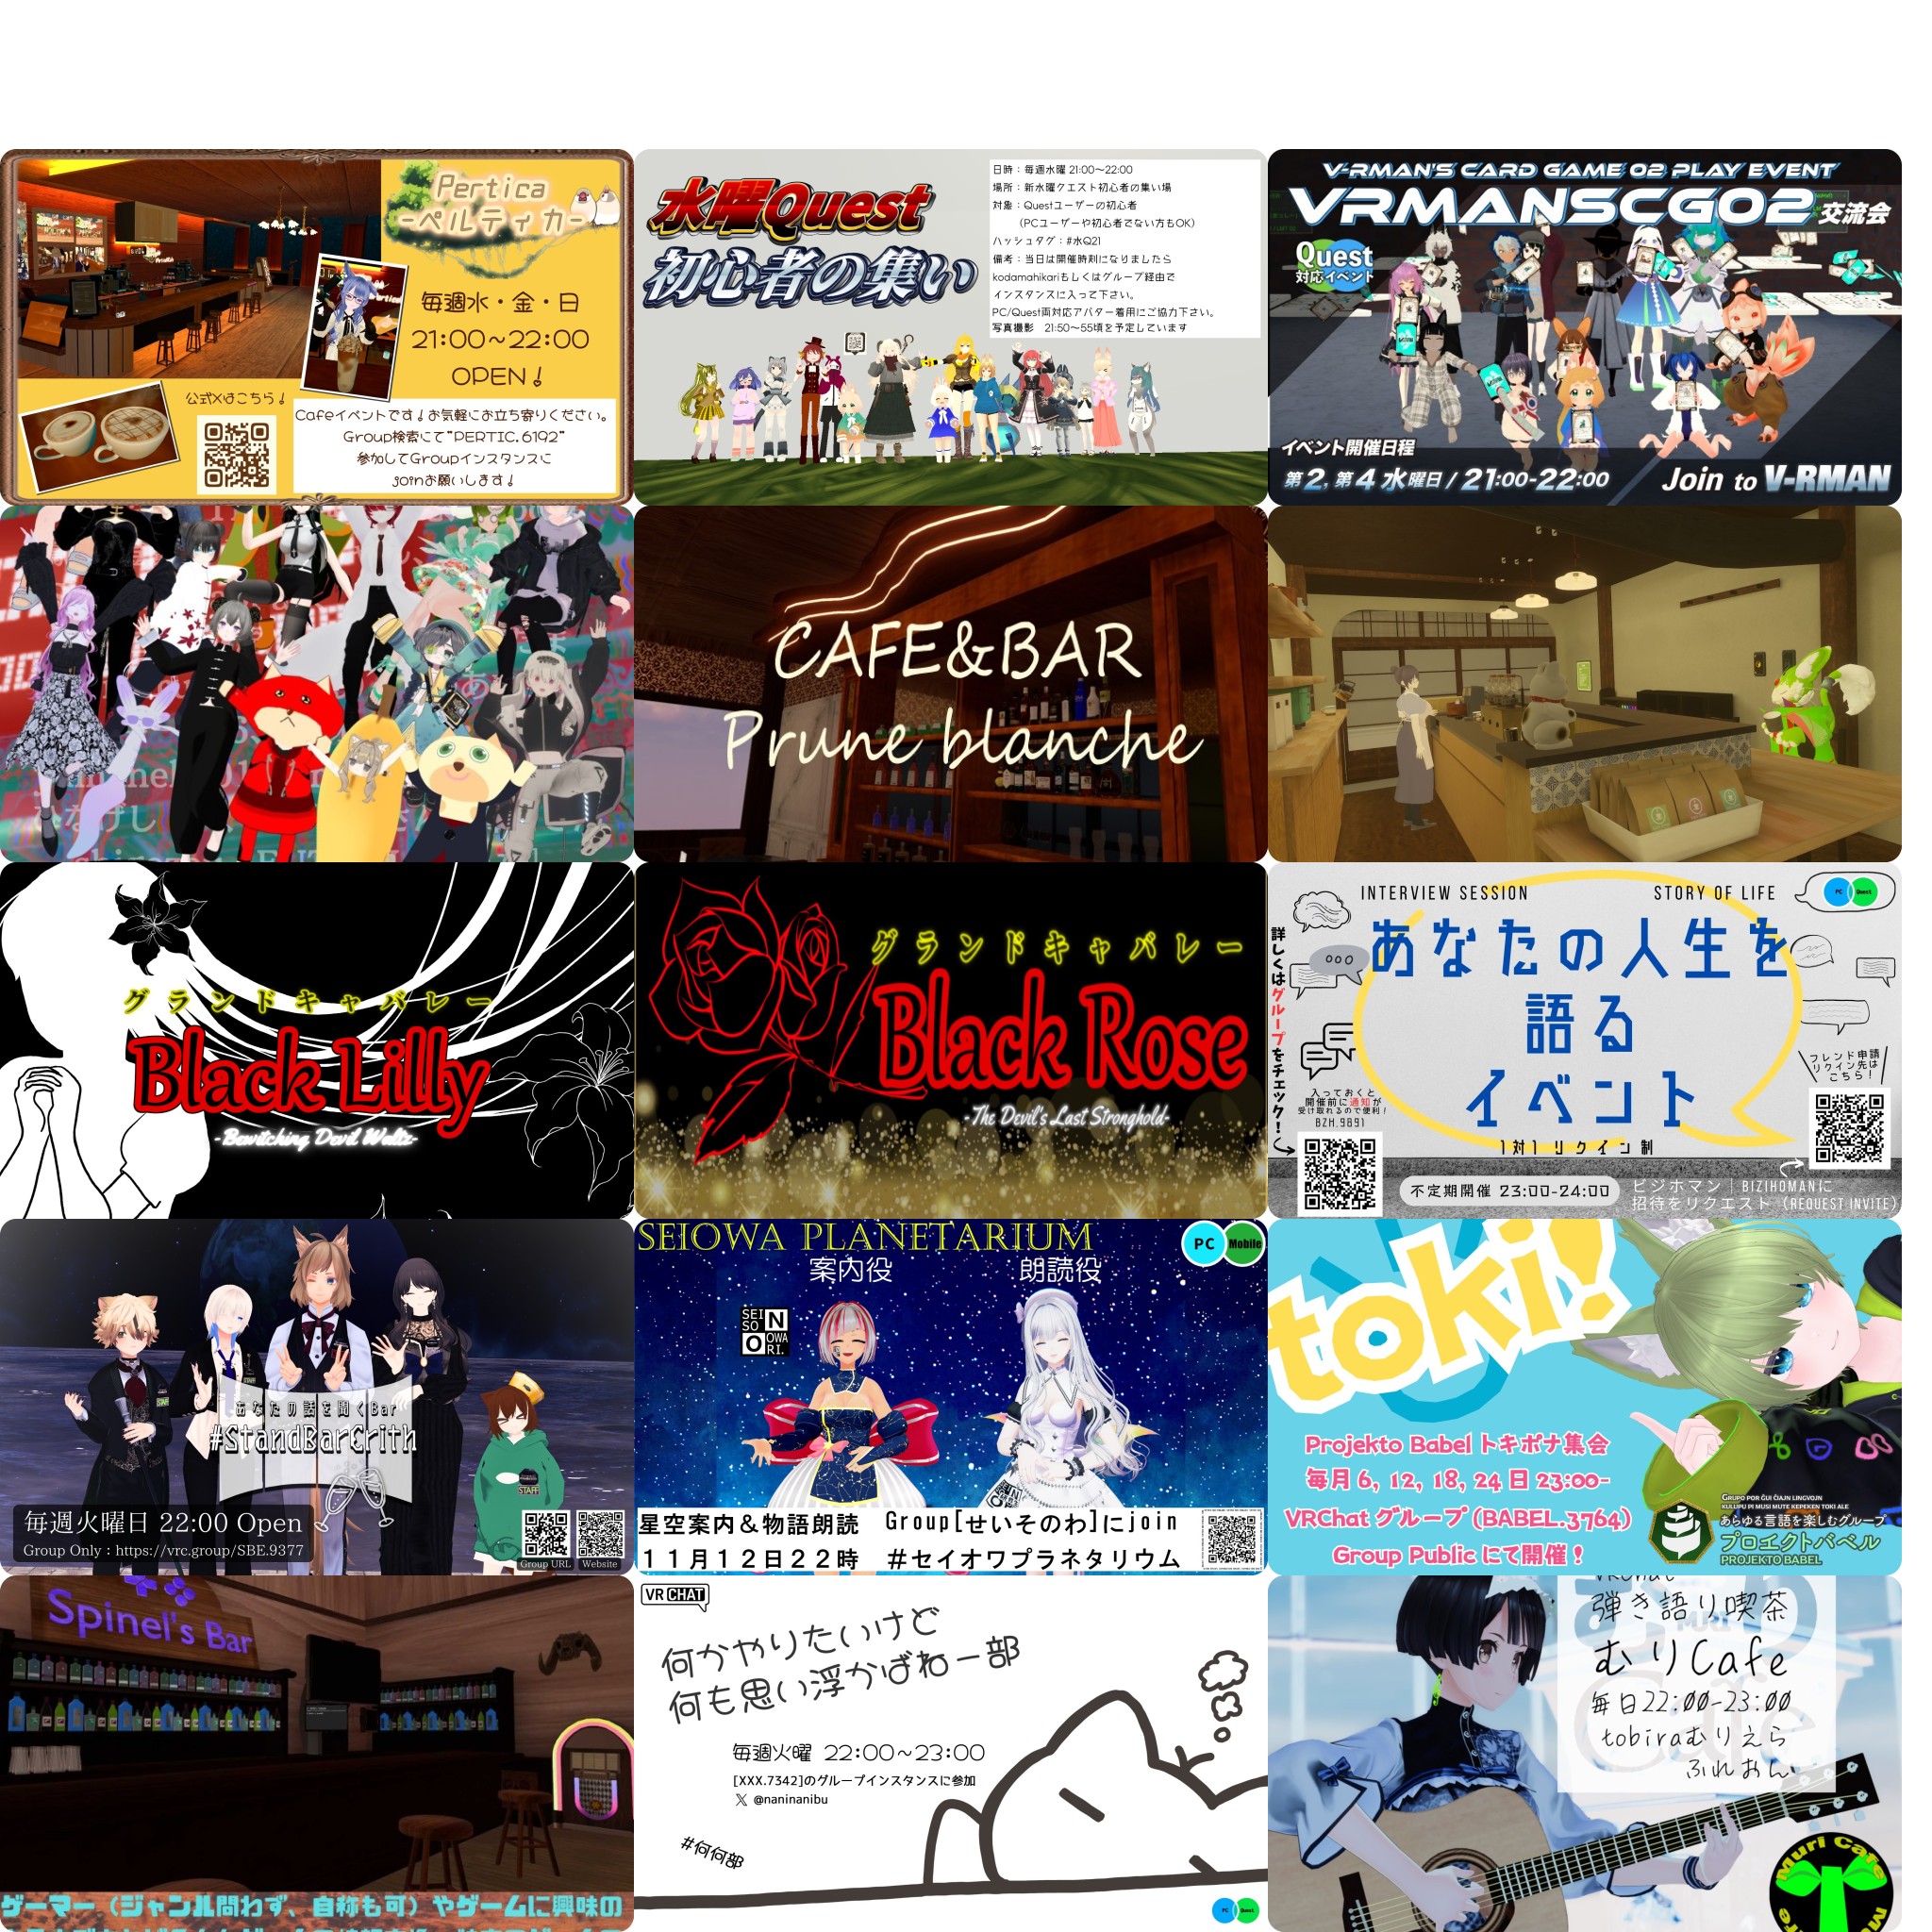 Pertica
-ペルティカ-
毎週水・金・日
21:00~22:00
OPEN!
公式Xはこちら!
Cafeイベントです!お気軽にお立ち寄りください。
Group検索にて"PERTIC.6192"
参加してGroupインスタンスに
joinお願いします!
水曜Quest
初心者の集い
日時:毎週水曜 21:00~22:00
場所:新水曜クエスト初心者の集い場
対象:Questユーザーの初心者
(PCユーザーや初心者でない方もOK)
ハッシュタグ:#水Q21
備考:当日は開催時刻になりましたら
kodamahikariもしくはグループ経由で
インスタンスに入って下さい。
PC/Quest両対応アバター着用にご協力下さい。
写真撮影 21:50~55頃を予定しています
V-RMAN'S CARD GAME 02 PLAY EVENT
VRMANSCG02 交流会
Quest
対応イベント
イベント開催日程
第2,第4 水曜日 / 21:00-22:00
Join to V-RMAN
CAFE&BAR
Prune blanche
グランドキャバレー
Black Lilly
-Bewitching Devil Waltz-
グランドキャバレー
Black Rose
-The Devil's Last Stronghold-
INTERVIEW SESSION
STORY OF LIFE
PC Quest
あなたの人生を
語る
イベント
1対1 リクイン制
詳しくはグループをチェック!
入っておくと
開催前に通知が
受け取れるので便利!
BZH.9891
フレンド申請
リクイン先は
こちら!
不定期開催 23:00-24:00
ビジホマン|BIZIHOMANに
招待をリクエスト (REQUEST INVITE)
あなたの話を聞くBar
#StandBarCrith
STAFF
毎週火曜日 22:00 Open
Group Only : https://vrc.group/SBE.9377
Group URL
Website
SEIOWA PLANETARIUM
PC Mobile
案内役
朗読役
SEI
SO
N
O
OWA
RI.
星空案内&物語朗読
Group[せいそのわ]にjoin
11月12日22時
#セイオワプラネタリウム
toki!
Projekto Babel トキポナ集会
毎月 6, 12, 18, 24 日 23:00-
VRChat グループ (BABEL.3764)
Group Public にて開催!
GRUPO POR ĈUI ĈIAJN LINGVOJN
KULUPU PI MUSI MUTE KEPEKEN TOKI ALE
あらゆる言語を楽しむグループ
プロエクトバベル
PROJEKTO BABEL
Spinel's Bar
ゲーマー(ジャンル問わず、自称も可)やゲームに興味の
VRCHAT
何かやりたいけど
何も思い浮かばねー部
毎週火曜 22:00~23:00
[XXX.7342]のグループインスタンスに参加
X @naninanibu
#何何部
PC Quest
VRChat
弾き語り喫茶
むりCafe
毎日22:00-23:00
tobiraむりえら
ふれおん
Muri Cafe